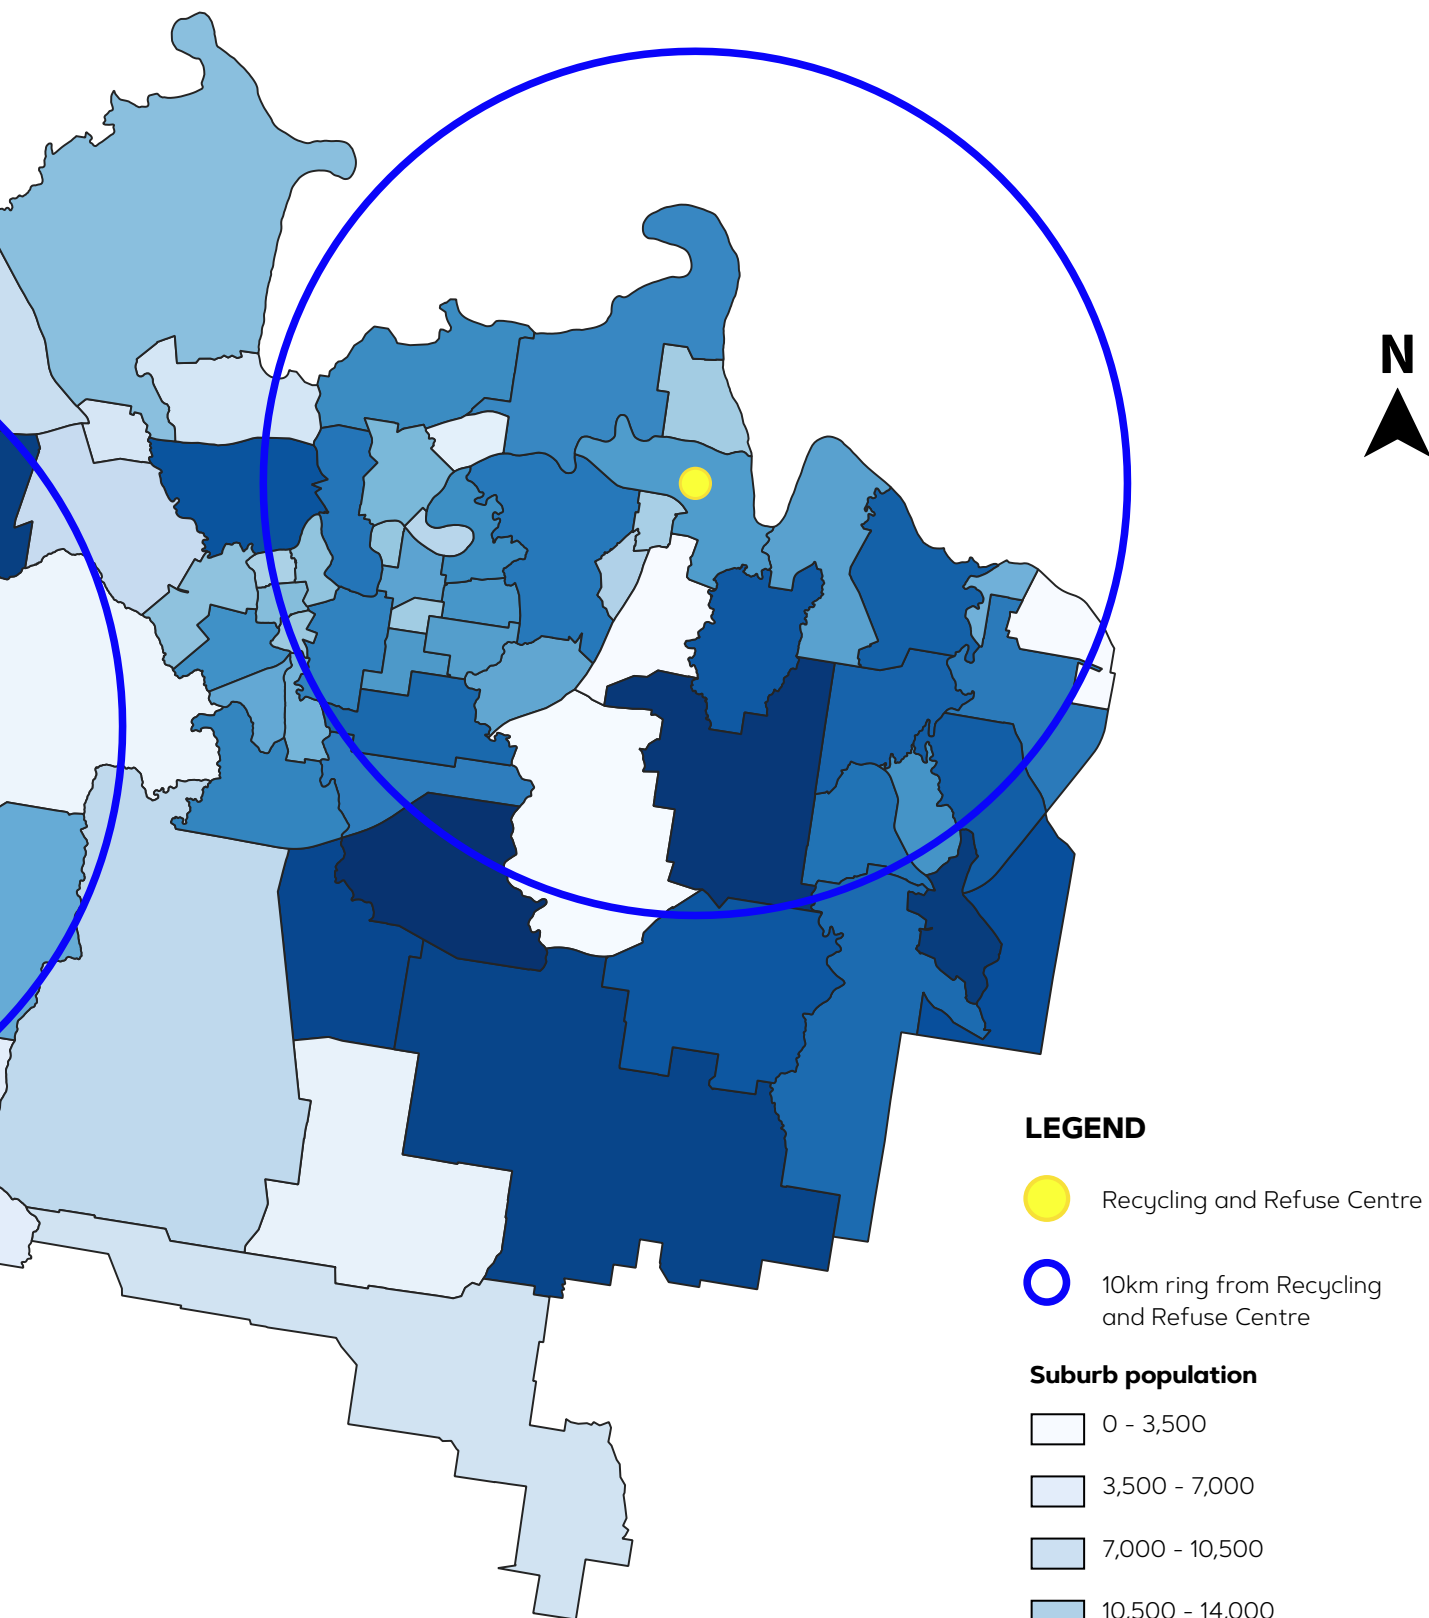 N
LEGEND
Recycling and Refuse Centre
10km ring from Recycling
and Refuse Centre
Suburb population
0 - 3,500
3,500 - 7,000
7,000 - 10,500
10,500 - 14,000